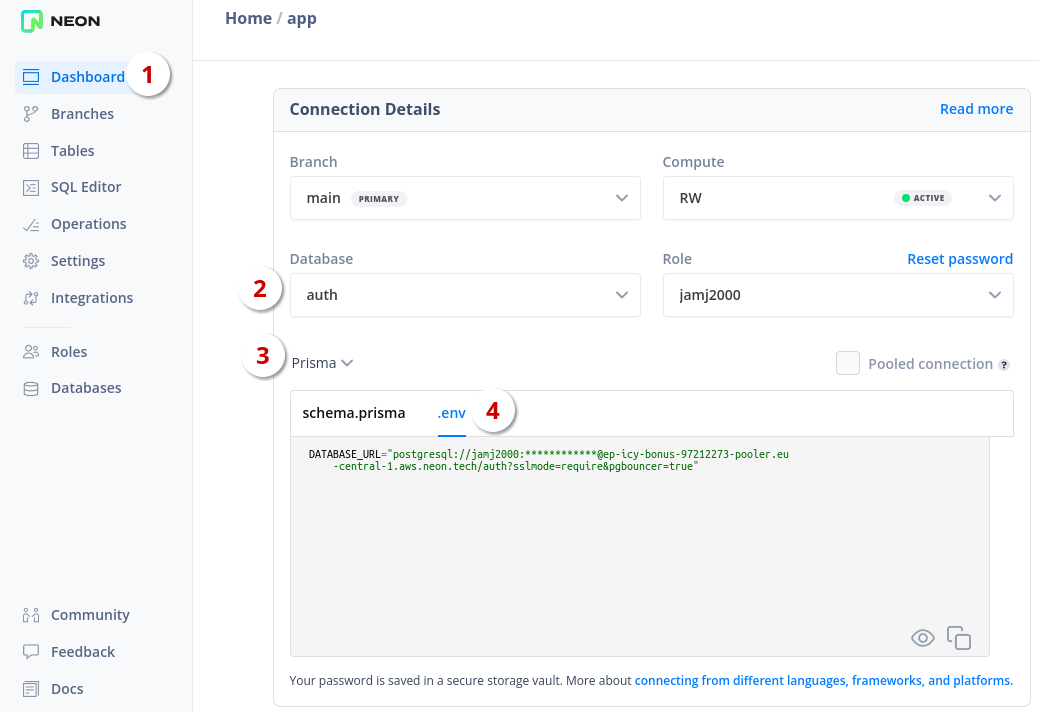 NEON
Home / app
Dashboard 1
Branches
Tables
SQL Editor
Operations
Settings
Integrations
Roles
Databases
Community
Feedback
Docs
Connection Details Read more
Branch Compute
main PRIMARY RW ACTIVE
Database Role Reset password
2 auth jamj2000
3 Prisma Pooled connection ?
schema.prisma .env 4
DATABASE_URL="postgresql://jamj2000:************@ep-icy-bonus-97212273-pooler.eu
-central-1.aws.neon.tech/auth?sslmode=require&pgbouncer=true"
Your password is saved in a secure storage vault. More about connecting from different languages, frameworks, and platforms.